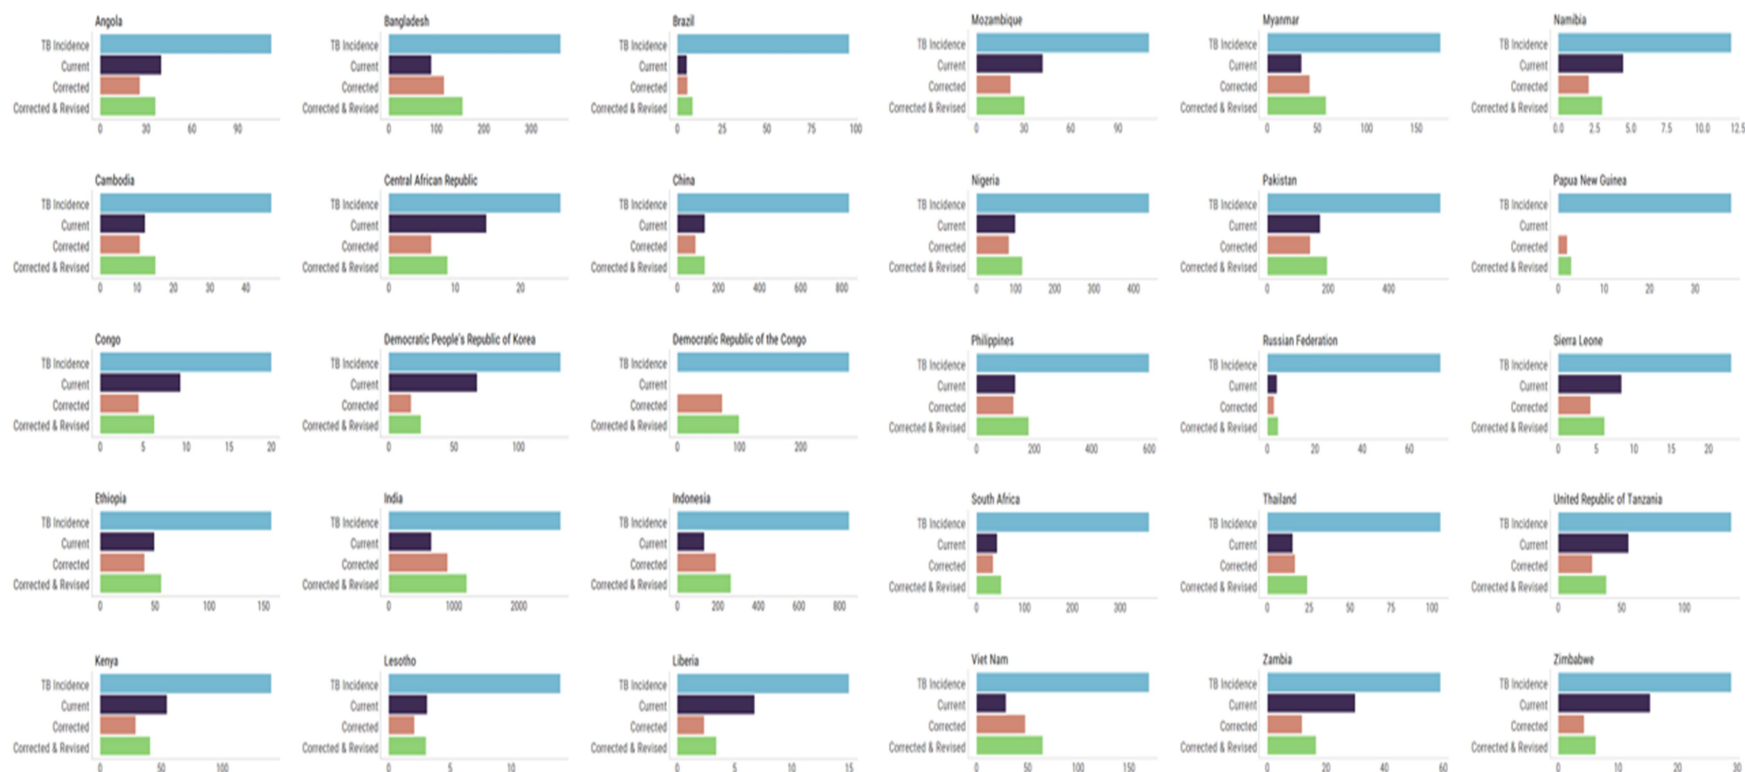 Angola Bangladesh Brazil Mozambique Myanmar Namibia
TB Incidence TB Incidence TB Incidence TB Incidence TB Incidence TB Incidence
Current Current Current Current Current Current
Corrected Corrected Corrected Corrected Corrected Corrected
Corrected & Revised Corrected & Revised Corrected & Revised Corrected & Revised Corrected & Revised Corrected & Revised
0 30 60 90 0 100 200 300 0 25 50 75 100 0 30 60 90 0 50 100 150 0.0 2.5 5.0 7.5 10.0 12.5
Cambodia Central African Republic China Nigeria Pakistan Papua New Guinea
TB Incidence TB Incidence TB Incidence TB Incidence TB Incidence TB Incidence
Current Current Current Current Current Current
Corrected Corrected Corrected Corrected Corrected Corrected
Corrected & Revised Corrected & Revised Corrected & Revised Corrected & Revised Corrected & Revised Corrected & Revised
0 10 20 30 40 0 10 20 0 200 400 600 800 0 100 200 300 400 0 200 400 0 10 20 30
Congo Democratic People's Republic of Korea Democratic Republic of the Congo Philippines Russian Federation Sierra Leone
TB Incidence TB Incidence TB Incidence TB Incidence TB Incidence TB Incidence
Current Current Current Current Current Current
Corrected Corrected Corrected Corrected Corrected Corrected
Corrected & Revised Corrected & Revised Corrected & Revised Corrected & Revised Corrected & Revised Corrected & Revised
0 5 10 15 20 0 50 100 0 100 200 0 200 400 600 0 20 40 60 0 5 10 15 20
Ethiopia India Indonesia South Africa Thailand United Republic of Tanzania
TB Incidence TB Incidence TB Incidence TB Incidence TB Incidence TB Incidence
Current Current Current Current Current Current
Corrected Corrected Corrected Corrected Corrected Corrected
Corrected & Revised Corrected & Revised Corrected & Revised Corrected & Revised Corrected & Revised Corrected & Revised
0 50 100 150 0 1000 2000 0 200 400 600 800 0 100 200 300 0 25 50 75 100 0 50 100
Kenya Lesotho Liberia Viet Nam Zambia Zimbabwe
TB Incidence TB Incidence TB Incidence TB Incidence TB Incidence TB Incidence
Current Current Current Current Current Current
Corrected Corrected Corrected Corrected Corrected Corrected
Corrected & Revised Corrected & Revised Corrected & Revised Corrected & Revised Corrected & Revised Corrected & Revised
0 50 100 0 5 10 0 5 10 15 0 50 100 150 0 20 40 60 0 10 20 30